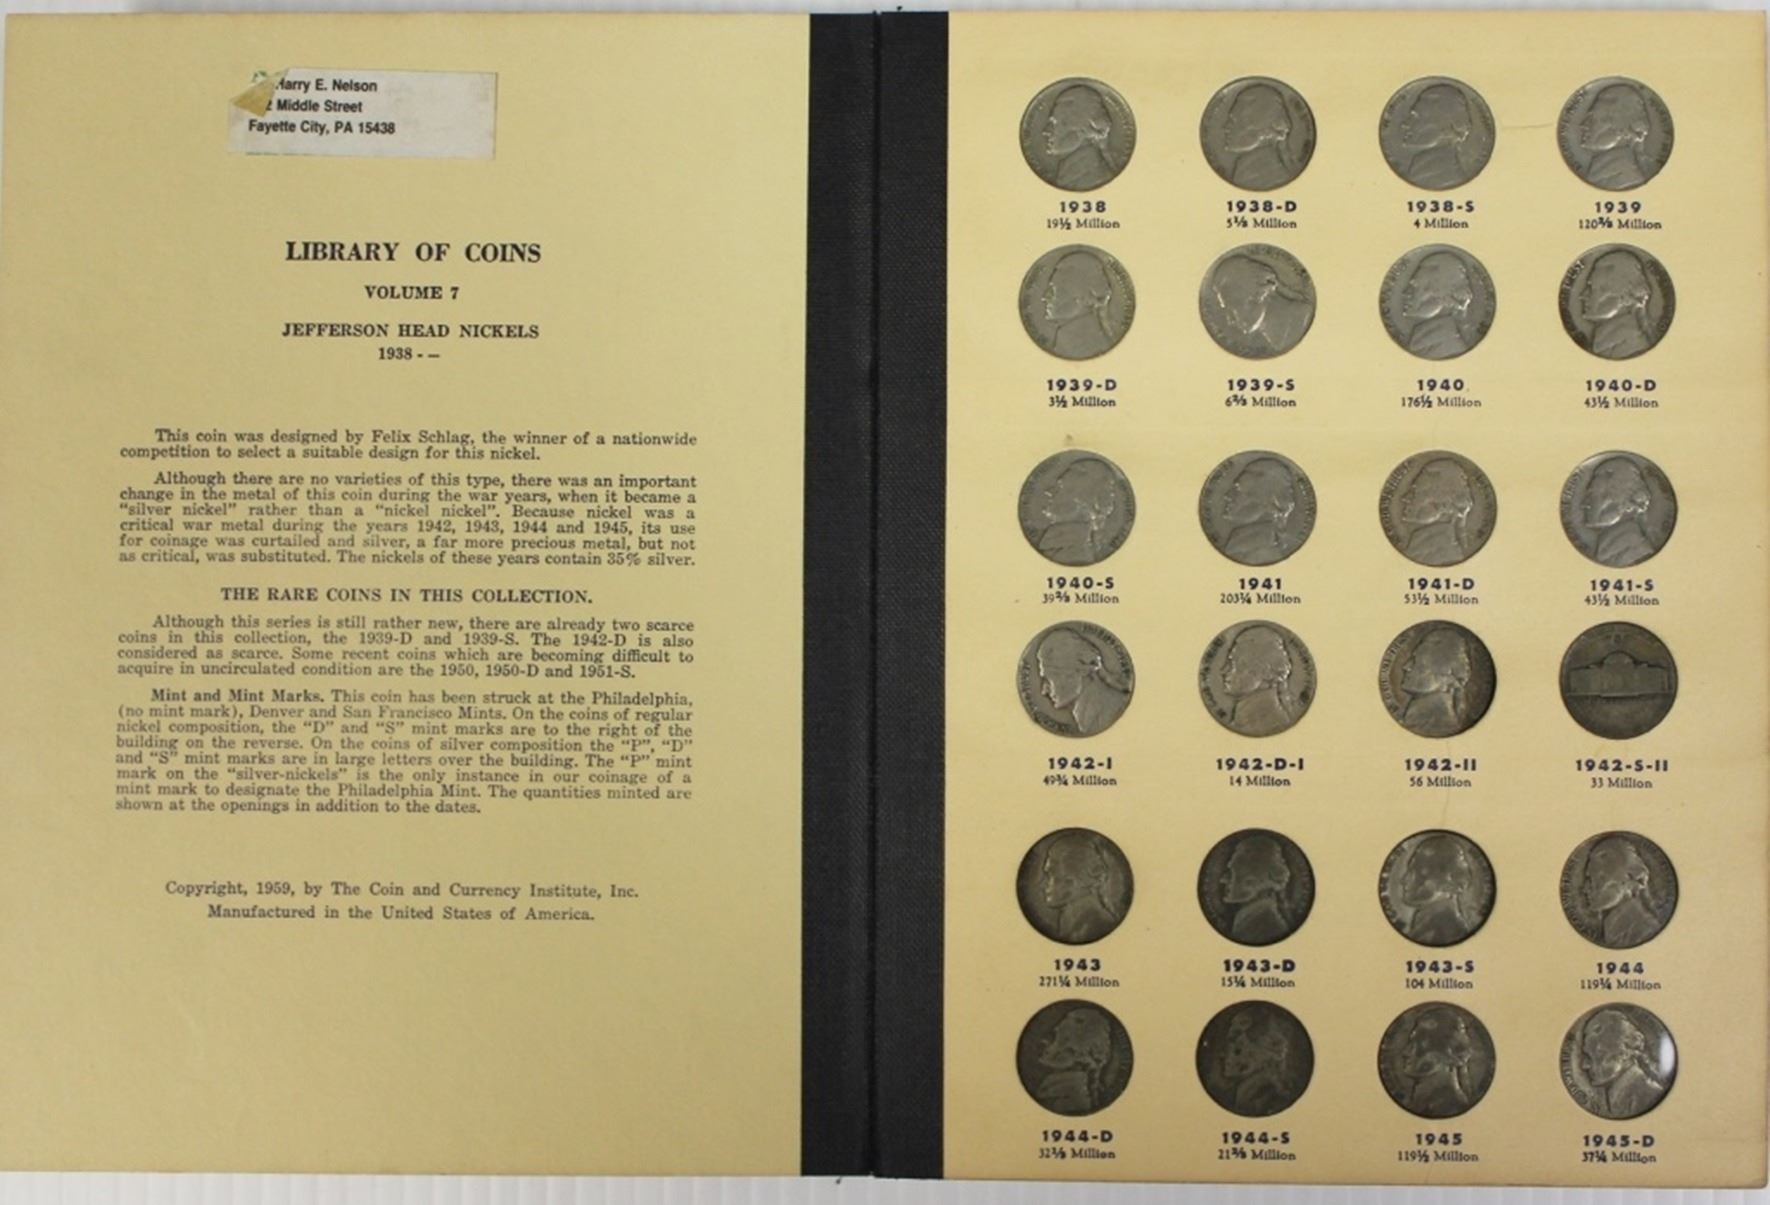 Harry E. Nelson
Middle Street
Fayette City, PA 15438
LIBRARY OF COINS
VOLUME 7
JEFFERSON HEAD NICKELS
1938 - –
This coin was designed by Felix Schlag, the winner of a nationwide
competition to select a suitable design for this nickel.
Although there are no varieties of this type, there was an important
change in the metal of this coin during the war years, when it became a
“silver nickel” rather than a “nickel nickel”. Because nickel was a
critical war metal during the years 1942, 1943, 1944 and 1945, its use
for coinage was curtailed and silver, a far more precious metal, but not
as critical, was substituted. The nickels of these years contain 35% silver.
THE RARE COINS IN THIS COLLECTION.
Although this series is still rather new, there are already two scarce
coins in this collection, the 1939-D and 1939-S. The 1942-D is also
considered as scarce. Some recent coins which are becoming difficult to
acquire in uncirculated condition are the 1950, 1950-D and 1951-S.
Mint and Mint Marks. This coin has been struck at the Philadelphia,
(no mint mark), Denver and San Francisco Mints. On the coins of regular
nickel composition, the “D” and “S” mint marks are to the right of the
building on the reverse. On the coins of silver composition the “P”, “D”
and “S” mint marks are in large letters over the building. The “P” mint
mark on the “silver-nickels” is the only instance in our coinage of a
mint mark to designate the Philadelphia Mint. The quantities minted are
shown at the openings in addition to the dates.
Copyright, 1959, by The Coin and Currency Institute, Inc.
Manufactured in the United States of America.
1938 1938-D 1938-S 1939
19½ Million 5⅓ Million 4 Million 120⅔ Million
1939-D 1939-S 1940 1940-D
3½ Million 6⅔ Million 176½ Million 43½ Million
1940-S 1941 1941-D 1941-S
39⅔ Million 203¼ Million 53½ Million 43½ Million
1942-I 1942-D-I 1942-II 1942-S-II
49¾ Million 14 Million 56 Million 33 Million
1943 1943-D 1943-S 1944
271¼ Million 15¼ Million 104 Million 119¼ Million
1944-D 1944-S 1945 1945-D
32⅓ Million 21⅔ Million 119½ Million 37¼ Million